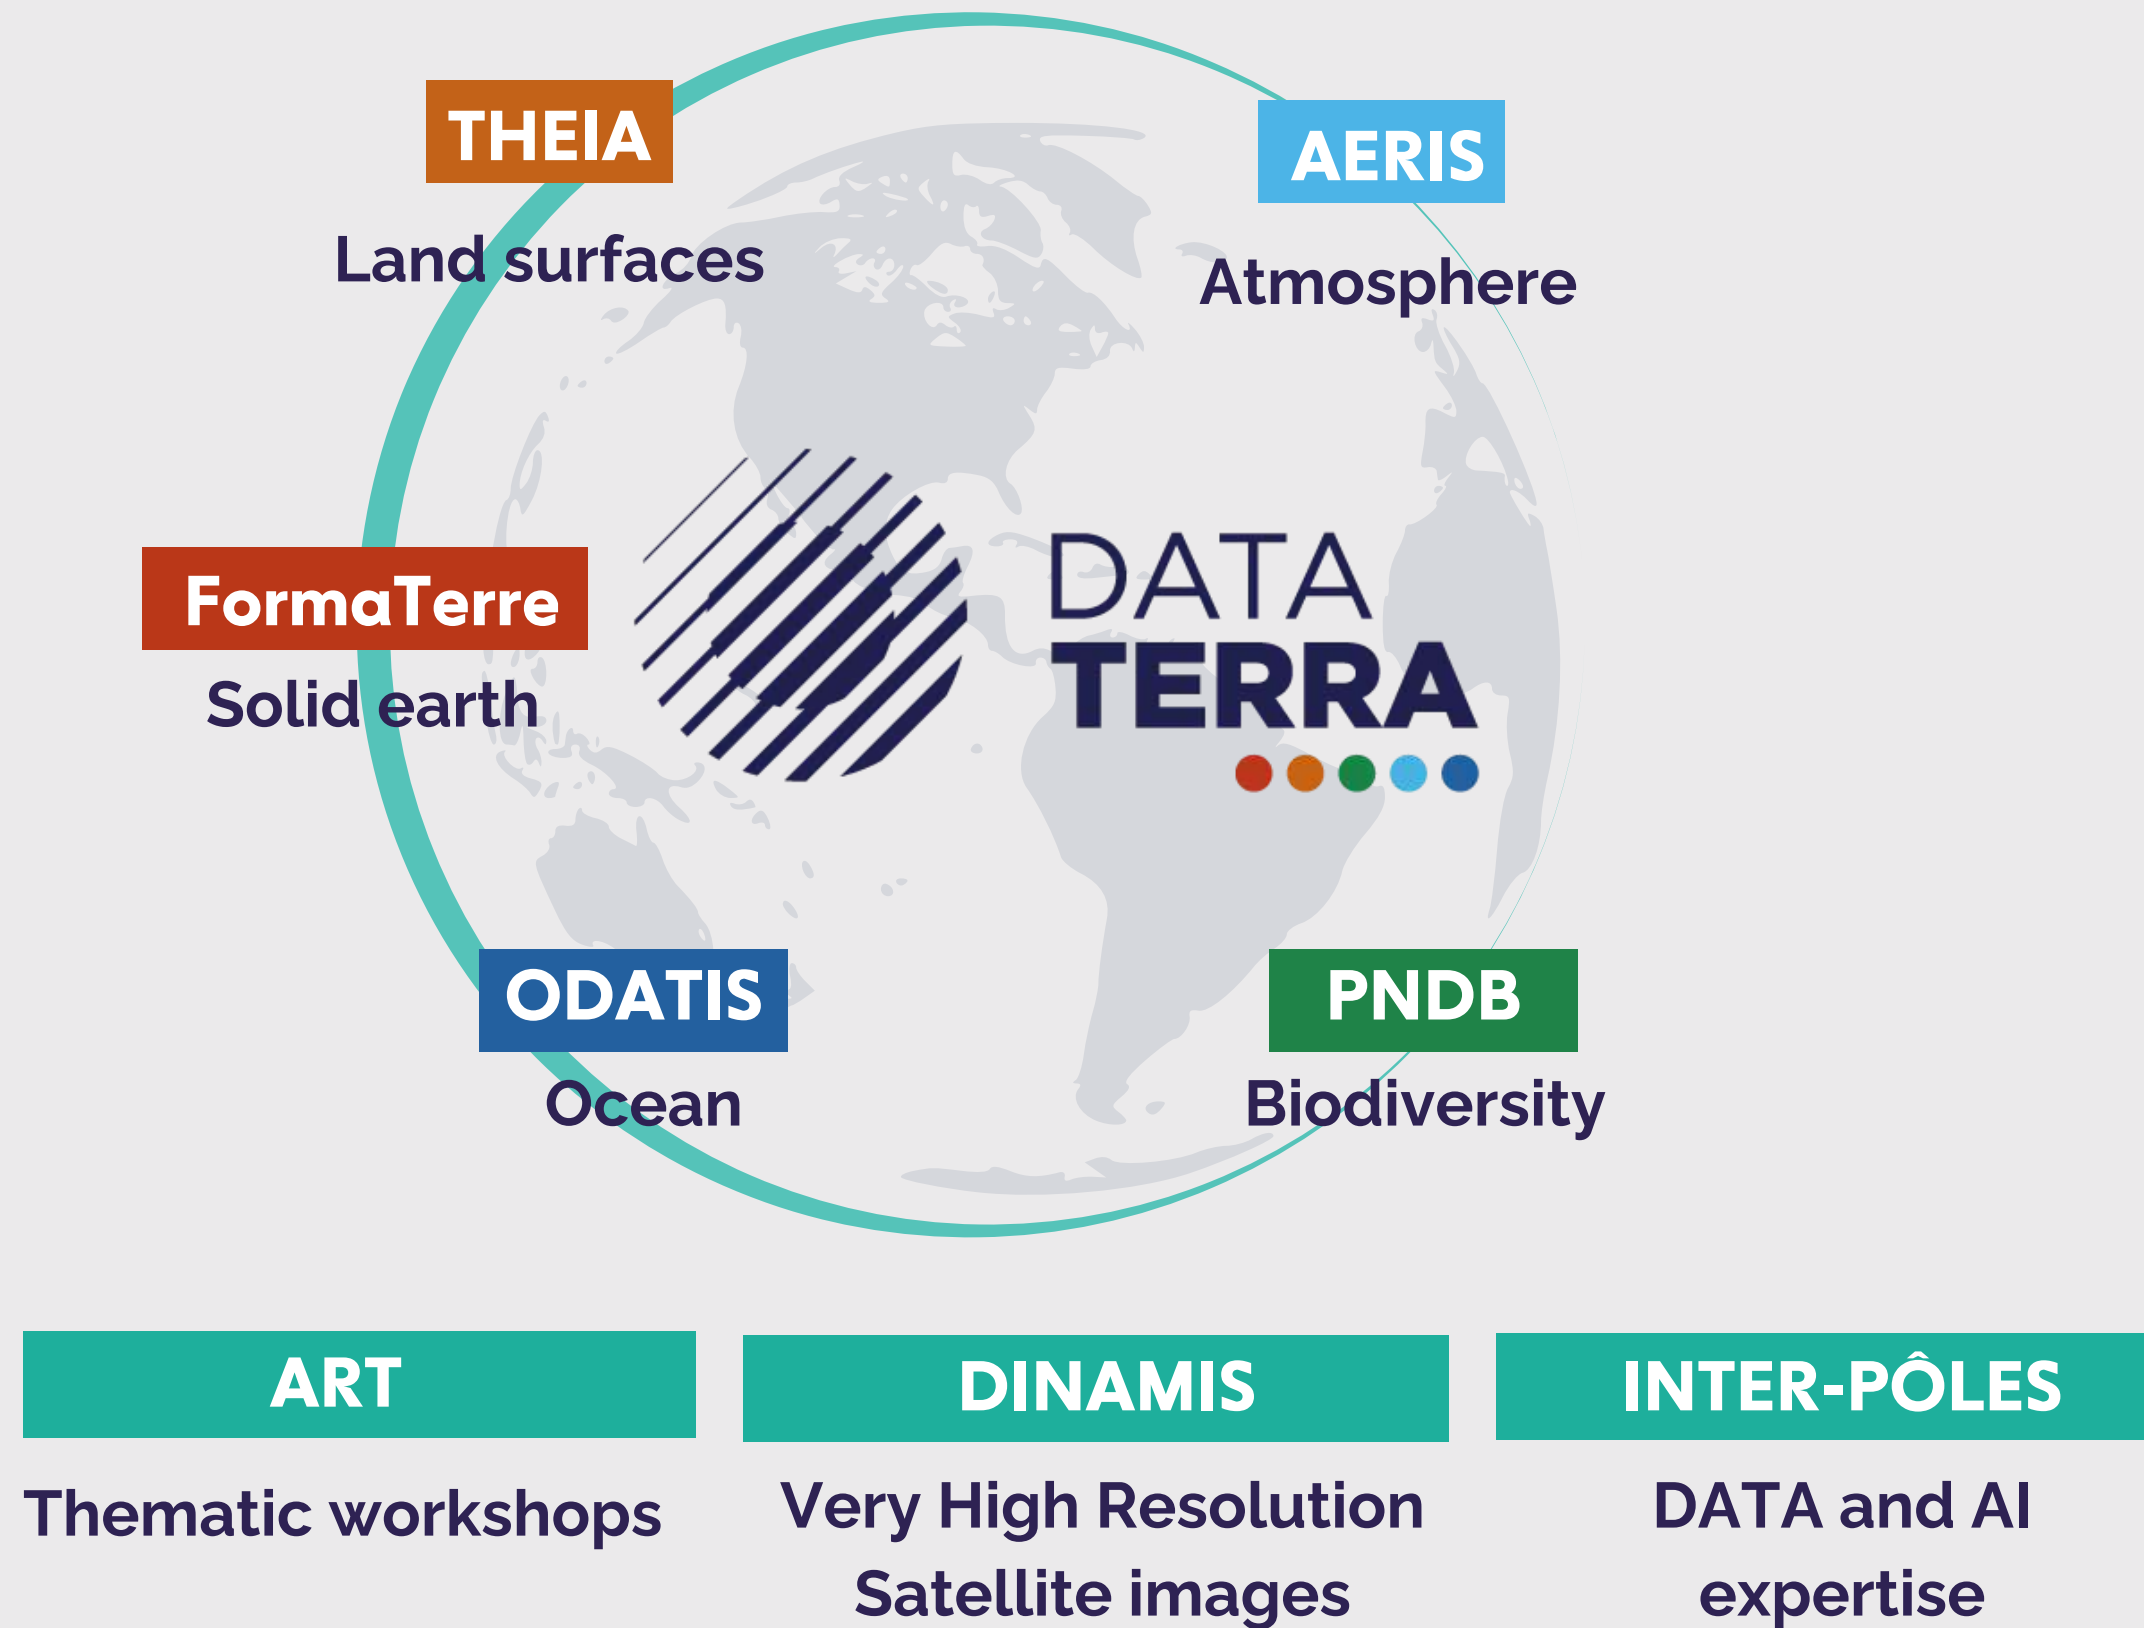 THEIA
Land surfaces
AERIS
Atmosphere
DATA
TERRA
FormaTerre
Solid earth
ODATIS
Ocean
PNDB
Biodiversity
ART
Thematic workshops
DINAMIS
Very High Resolution
Satellite images
INTER-PÔLES
DATA and AI
expertise